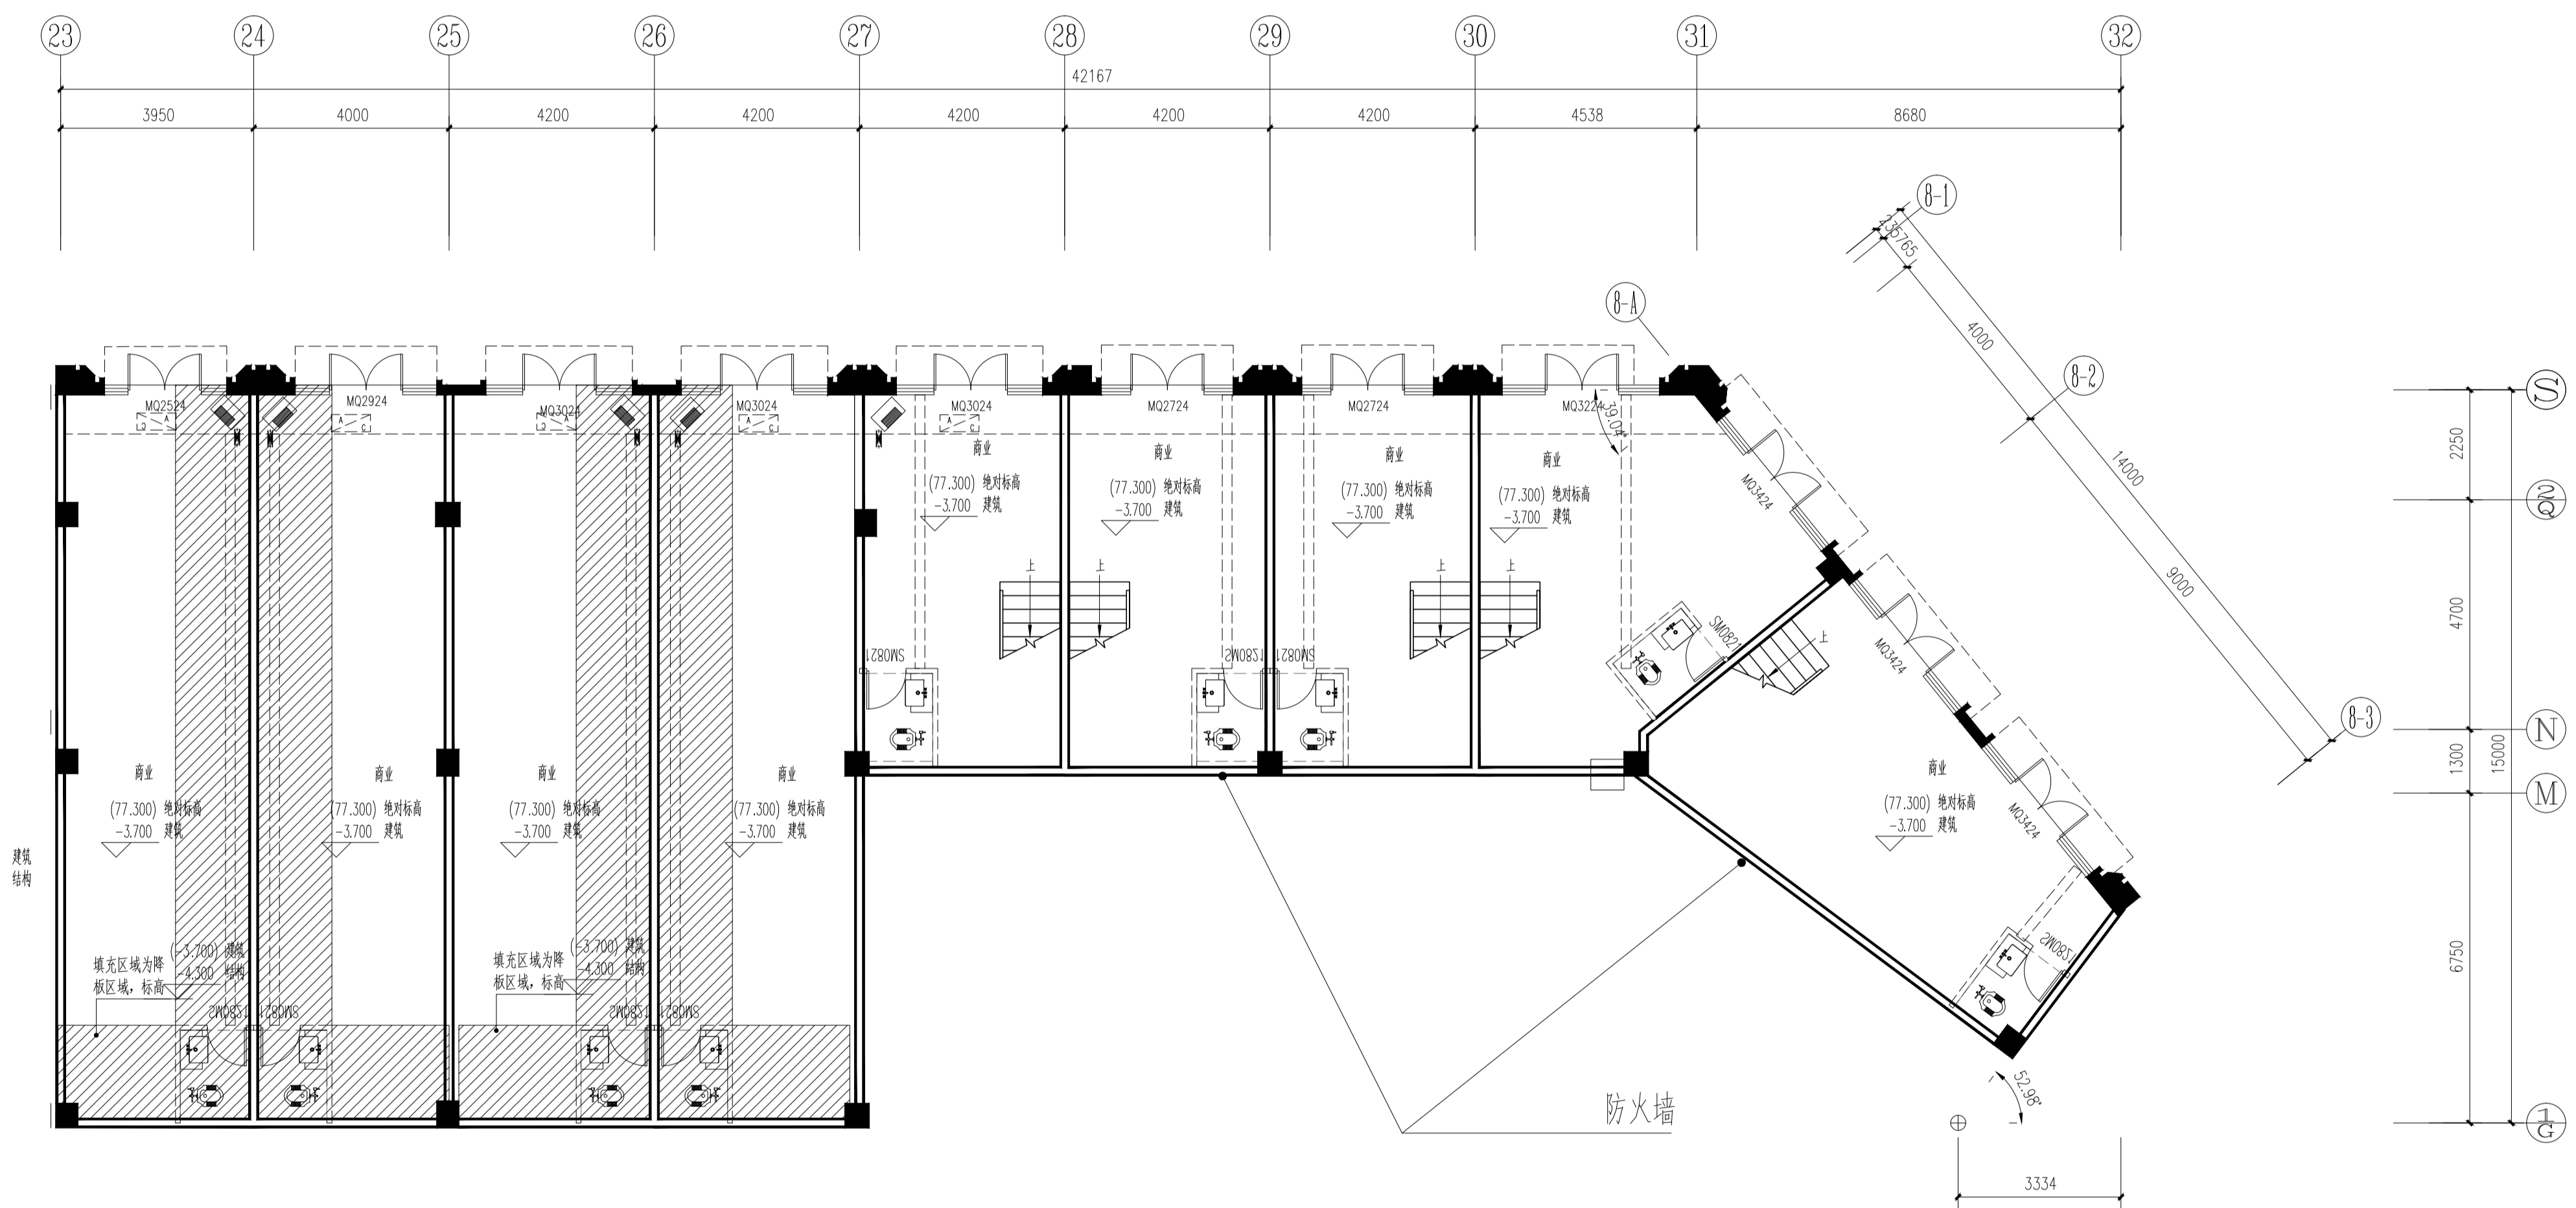 23 24 25 26 27 28 29 30 31 32
42167
3950 4000 4200 4200 4200 4200 4200 4538 8680
8-1
235 765
8-A
4000
8-2
14000
9000
8-3
S
2250
2/Q
4700
N
1300
15000
M
6750
1/G
MQ2524 MQ2924 MQ3024 MQ3024 MQ3024 MQ2724 MQ2724 MQ3224
39.04°
MQ3424
MQ3424
MQ3424
商业 商业 商业 商业
(77.300) 绝对标高 (77.300) 绝对标高 (77.300) 绝对标高 (77.300) 绝对标高
-3.700 建筑 -3.700 建筑 -3.700 建筑 -3.700 建筑
上 上 上 上
上
SM0821 SM0821 SM0821 SM0821
商业 商业 商业 商业 商业
(77.300) 绝对标高 (77.300) 绝对标高 (77.300) 绝对标高 (77.300) 绝对标高 (77.300) 绝对标高
-3.700 建筑 -3.700 建筑 -3.700 建筑 -3.700 建筑 -3.700 建筑
建筑
结构
填充区域为降 (-3.700) 建筑
板区域，标高 -4.300 结构
填充区域为降 (-3.700) 建筑
板区域，标高 -4.300 结构
SM0821 SM0821 SM0821 SM0821
SM0821
52.98°
防火墙
3334